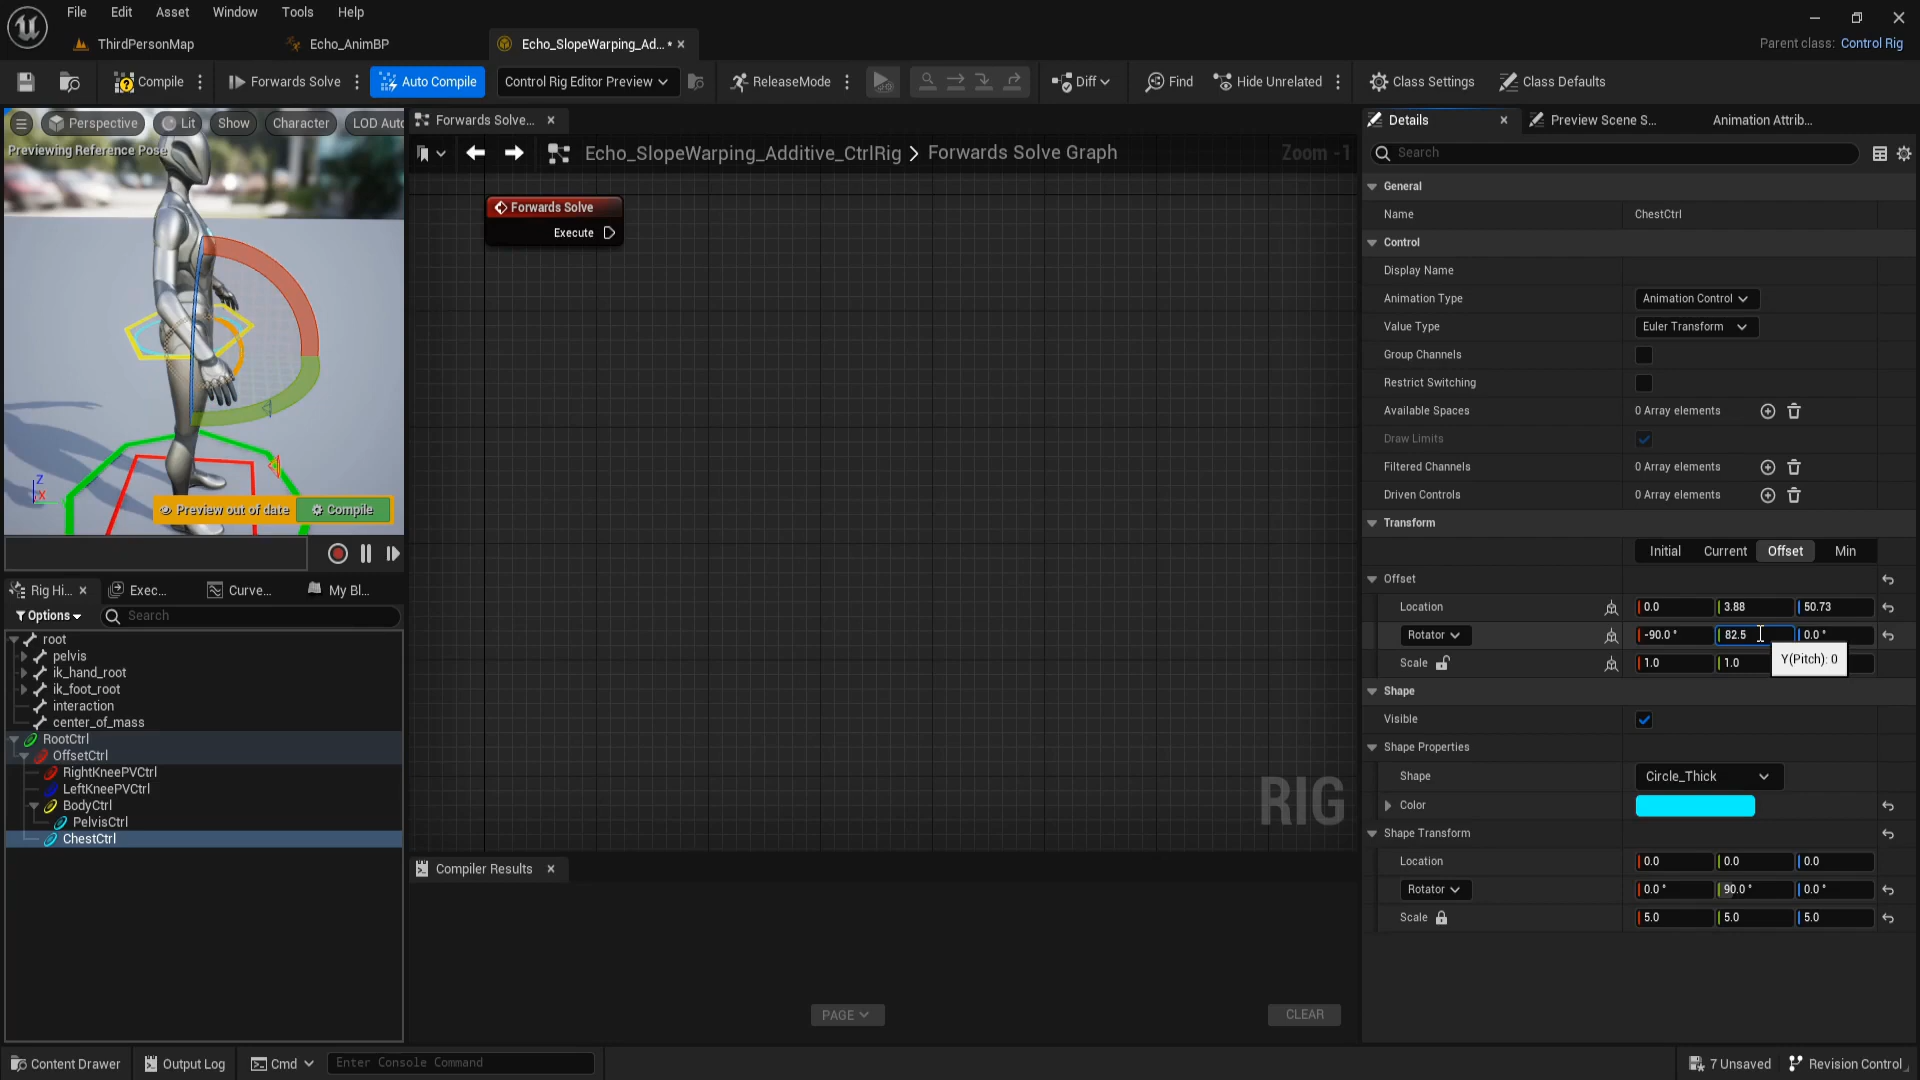 File Edit Asset Window Tools Help
ThirdPersonMap
Echo_AnimBP
Echo_SlopeWarping_Ad... •
Parent class: Control Rig
Compile
Forwards Solve
Auto Compile
Control Rig Editor Preview
ReleaseMode
Diff
Find
Hide Unrelated
Class Settings
Class Defaults
Perspective
Lit
Show
Character
LOD Auto
Previewing Reference Pose
Z
X
Preview out of date
Compile
Rig Hi...
Exec...
Curve...
My Bl...
Options
Search
root
pelvis
ik_hand_root
ik_foot_root
interaction
center_of_mass
RootCtrl
OffsetCtrl
RightKneePVCtrl
LeftKneePVCtrl
BodyCtrl
PelvisCtrl
ChestCtrl
Forwards Solve...
Echo_SlopeWarping_Additive_CtrlRig > Forwards Solve Graph
Zoom -1
Forwards Solve
Execute
RIG
Compiler Results
PAGE
CLEAR
Details
Preview Scene S...
Animation Attrib...
Search
General
Name ChestCtrl
Control
Display Name
Animation Type Animation Control
Value Type Euler Transform
Group Channels
Restrict Switching
Available Spaces 0 Array elements
Draw Limits
Filtered Channels 0 Array elements
Driven Controls 0 Array elements
Transform
Initial Current Offset Min
Offset
Location 0.0 3.88 50.73
Rotator -90.0 ° 82.5 0.0 °
Scale 1.0 1.0
Y(Pitch): 0
Shape
Visible
Shape Properties
Shape Circle_Thick
Color
Shape Transform
Location 0.0 0.0 0.0
Rotator 0.0 ° 90.0 ° 0.0 °
Scale 5.0 5.0 5.0
Content Drawer
Output Log
Cmd
Enter Console Command
7 Unsaved
Revision Control